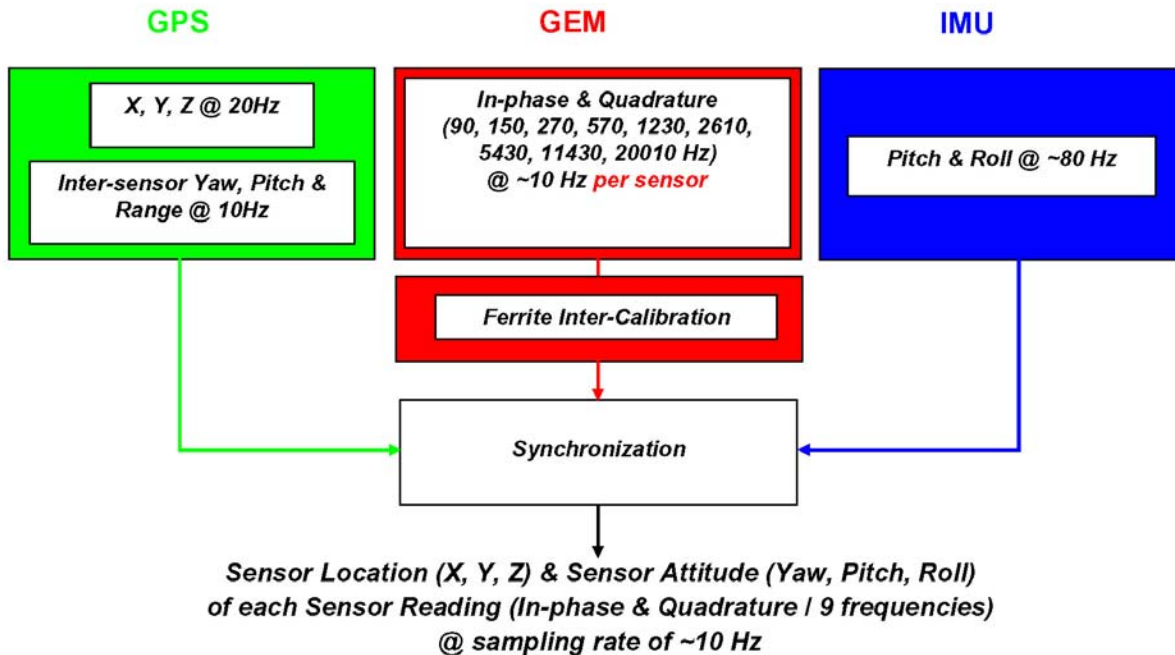 GPS
GEM
IMU
X, Y, Z @ 20Hz
Inter-sensor Yaw, Pitch &
Range @ 10Hz
In-phase & Quadrature
(90, 150, 270, 570, 1230, 2610,
5430, 11430, 20010 Hz)
@ ~10 Hz per sensor
Pitch & Roll @ ~80 Hz
Ferrite Inter-Calibration
Synchronization
Sensor Location (X, Y, Z) & Sensor Attitude (Yaw, Pitch, Roll)
of each Sensor Reading (In-phase & Quadrature / 9 frequencies)
@ sampling rate of ~10 Hz